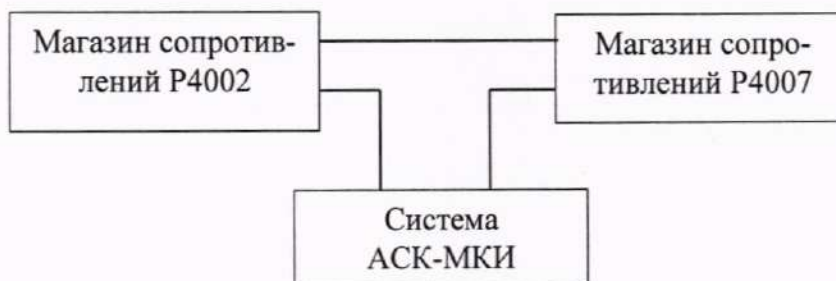 Магазин сопротив-
лений Р4002
Магазин сопро-
тивлений Р4007
Система
АСК-МКИ